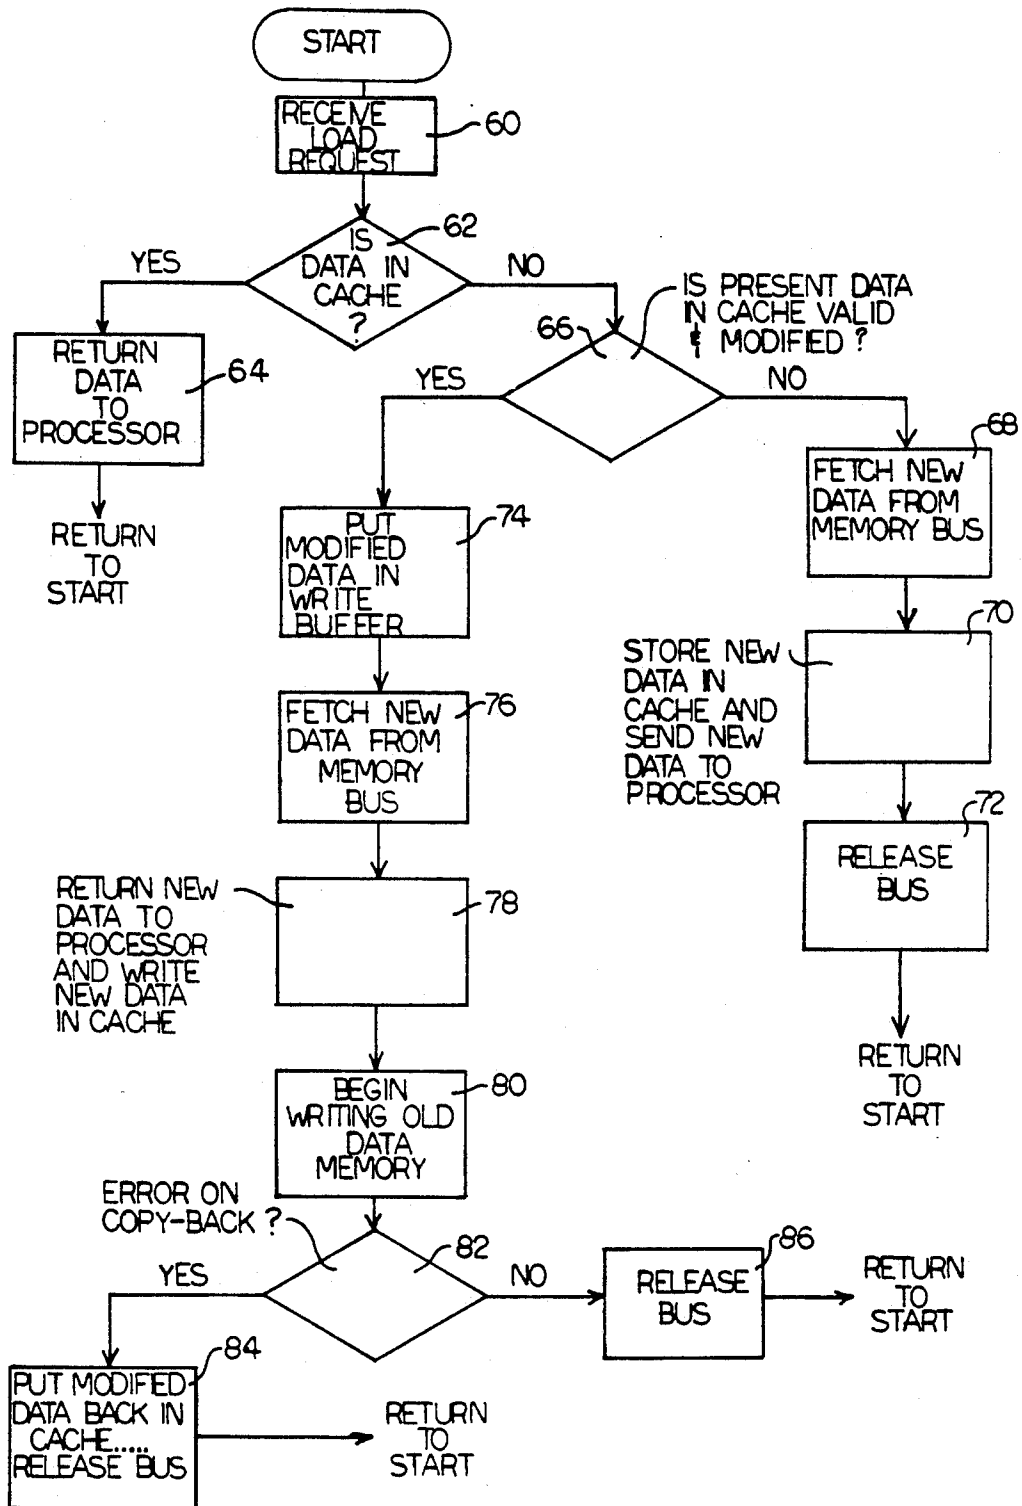 START
RECEIVE
LOAD
REQUEST
60
IS
DATA IN
CACHE
?
62
YES
NO
IS PRESENT DATA
IN CACHE VALID
& MODIFIED ?
66
RETURN
DATA
TO
PROCESSOR
64
YES
NO
RETURN
TO
START
68
FETCH NEW
DATA FROM
MEMORY BUS
PUT
MODIFIED
DATA IN
WRITE
BUFFER
74
70
STORE NEW
DATA IN
CACHE AND
SEND NEW
DATA TO
PROCESSOR
FETCH NEW
DATA FROM
MEMORY
BUS
76
72
RELEASE
BUS
RETURN NEW
DATA TO
PROCESSOR
AND WRITE
NEW DATA
IN CACHE
78
RETURN
TO
START
BEGIN
WRITING OLD
DATA
MEMORY
80
ERROR ON
COPY-BACK ?
82
YES
NO
86
RELEASE
BUS
RETURN
TO
START
84
PUT MODIFIED
DATA BACK IN
CACHE.....
RELEASE BUS
RETURN
TO
START